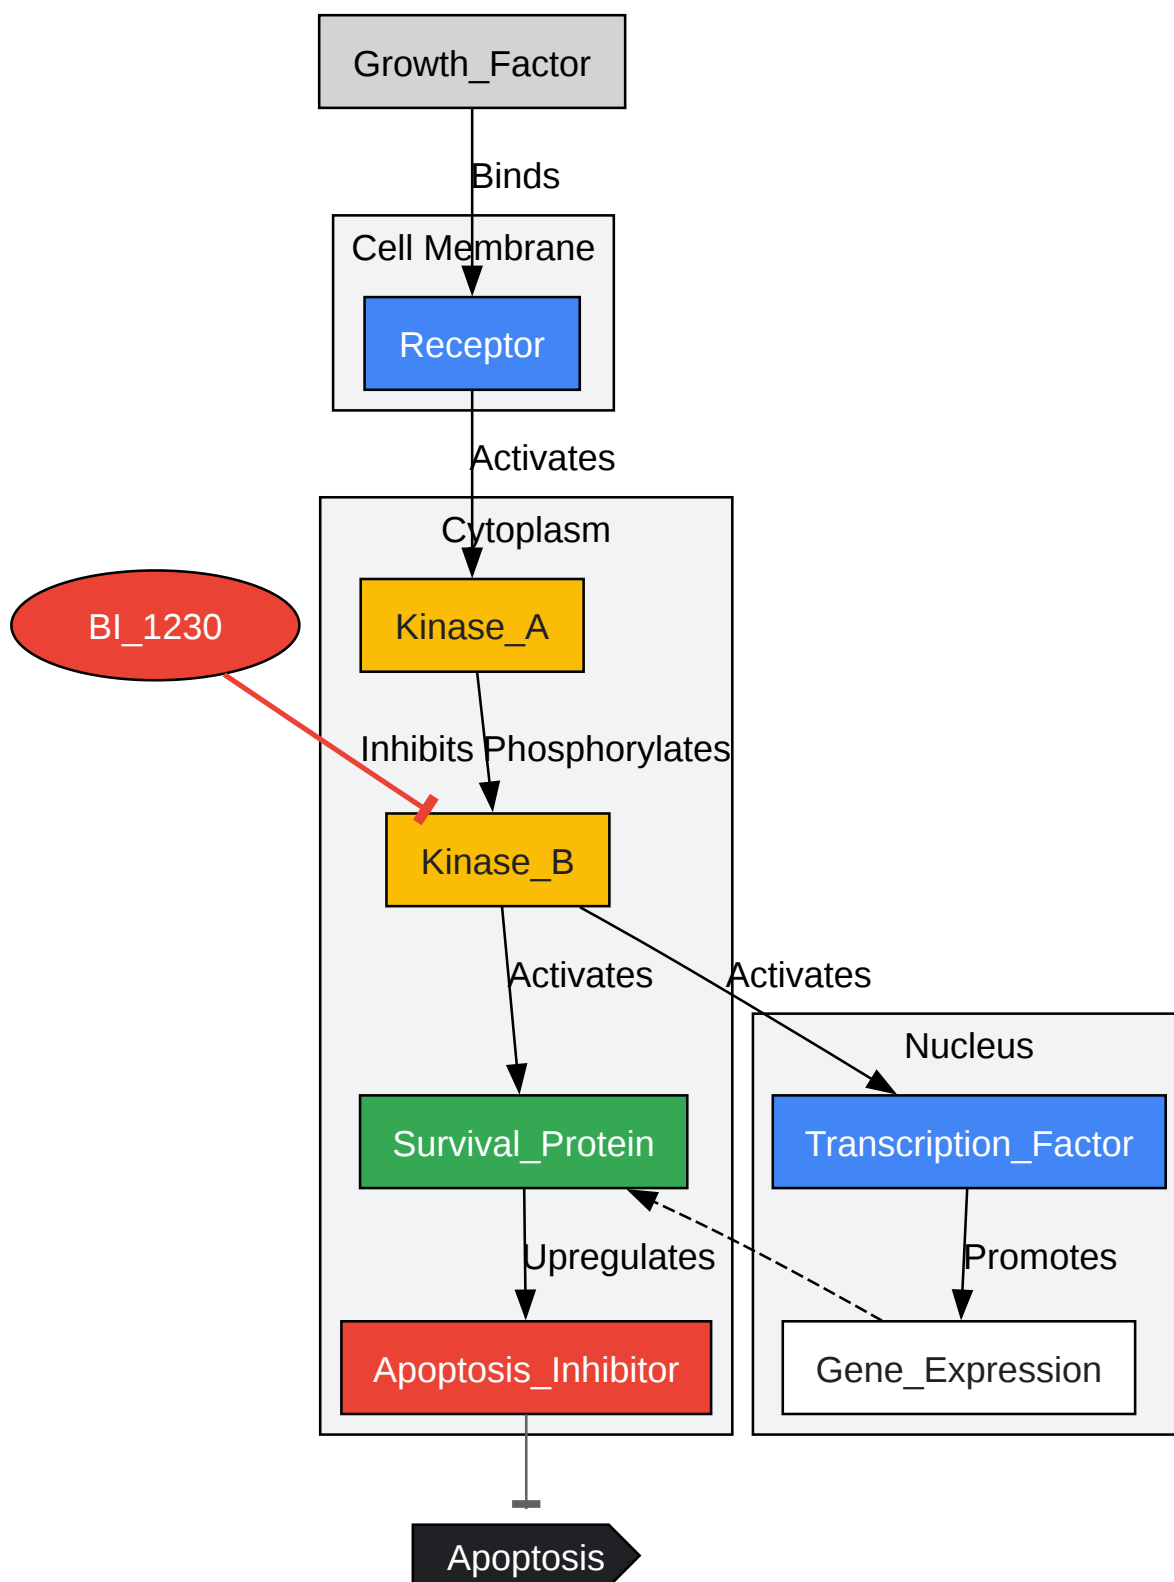 Growth_Factor
Binds
Cell Membrane
Receptor
Activates
Cytoplasm
Kinase_A
BI_1230
Inhibits
Phosphorylates
Kinase_B
Activates
Activates
Nucleus
Survival_Protein
Transcription_Factor
Upregulates
Promotes
Apoptosis_Inhibitor
Gene_Expression
Apoptosis